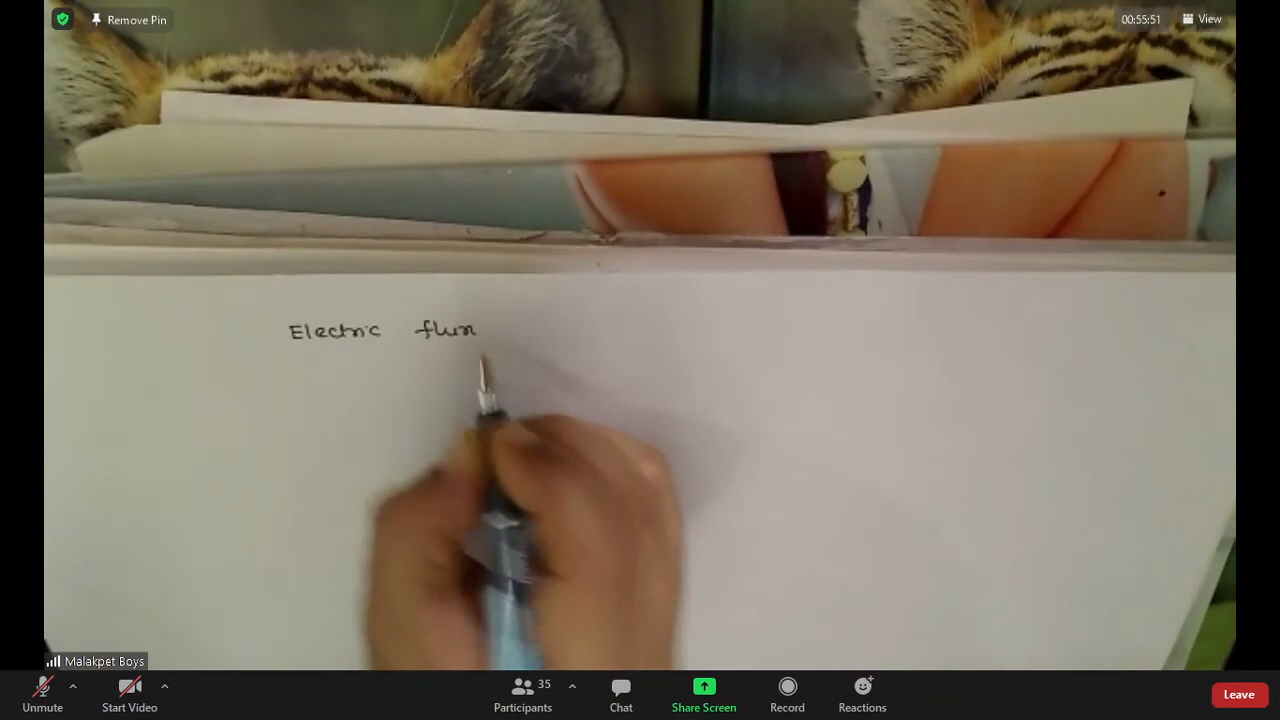 Remove Pin
00:55:51
View
Electric flux
Malakpet Boys
Unmute
Start Video
35
Participants
Chat
Share Screen
Record
Reactions
Leave